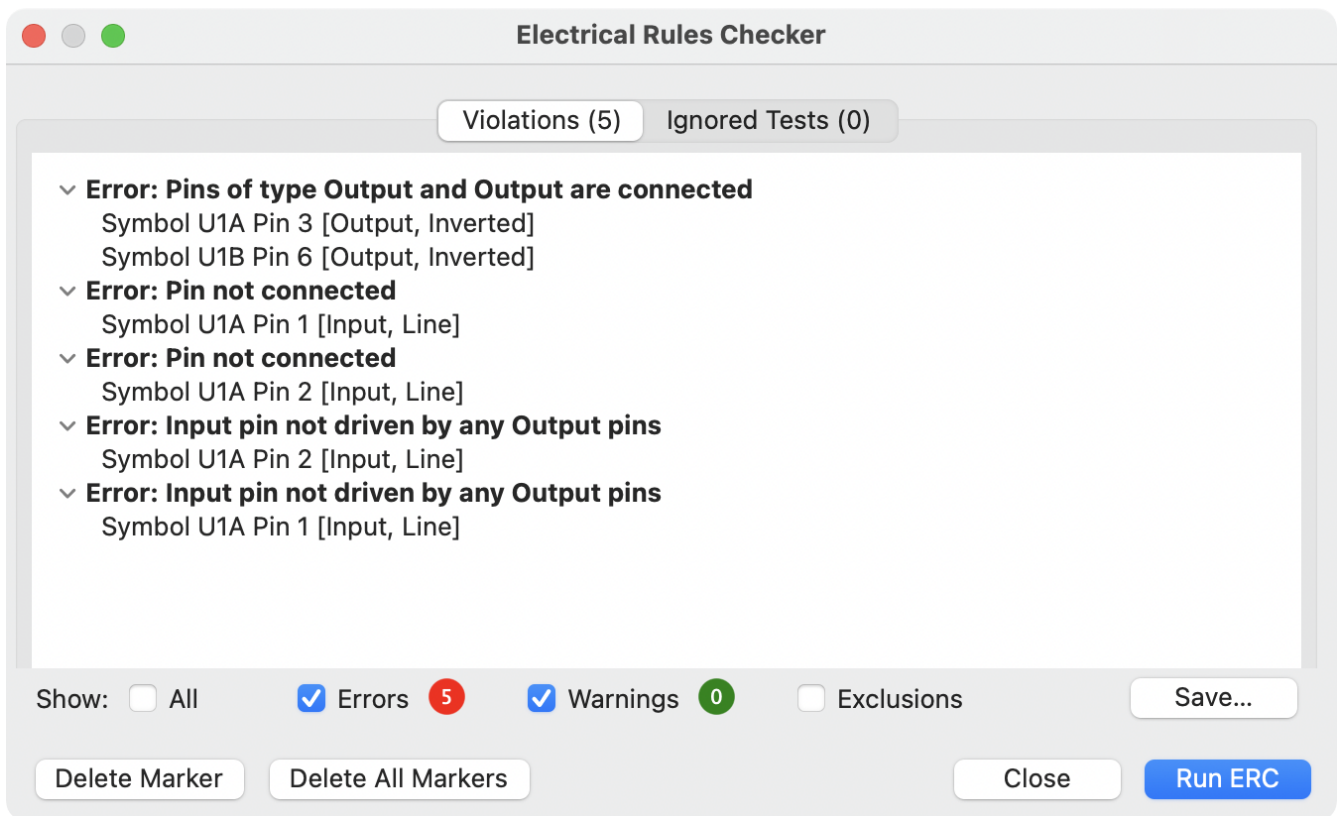 Electrical Rules Checker
Violations (5) Ignored Tests (0)
Error: Pins of type Output and Output are connected
Symbol U1A Pin 3 [Output, Inverted]
Symbol U1B Pin 6 [Output, Inverted]
Error: Pin not connected
Symbol U1A Pin 1 [Input, Line]
Error: Pin not connected
Symbol U1A Pin 2 [Input, Line]
Error: Input pin not driven by any Output pins
Symbol U1A Pin 2 [Input, Line]
Error: Input pin not driven by any Output pins
Symbol U1A Pin 1 [Input, Line]
Show: All Errors 5 Warnings 0 Exclusions Save...
Delete Marker Delete All Markers Close Run ERC